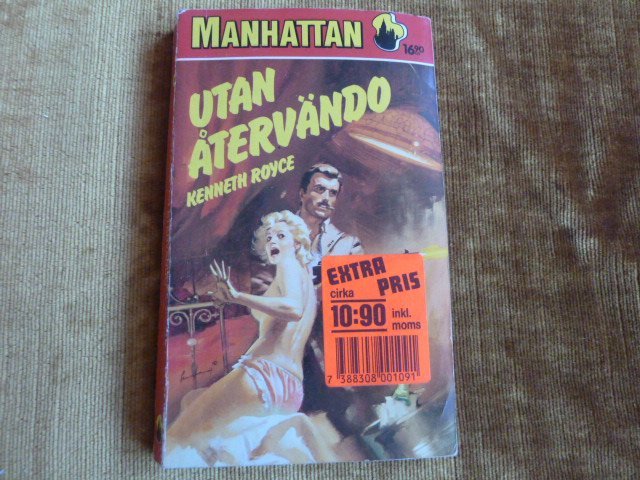 MANHATTAN
16.90
UTAN
ÅTERVÄNDO
KENNETH ROYCE
EXTRA
PRIS
cirka
10:90 inkl.
moms
7 388308 001091